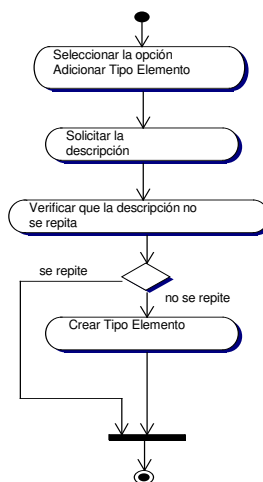 Seleccionar la opción
Adicionar Tipo Elemento
Solicitar la
descripción
Verificar que la descripción no
se repita
se repite
no se repite
Crear Tipo Elemento